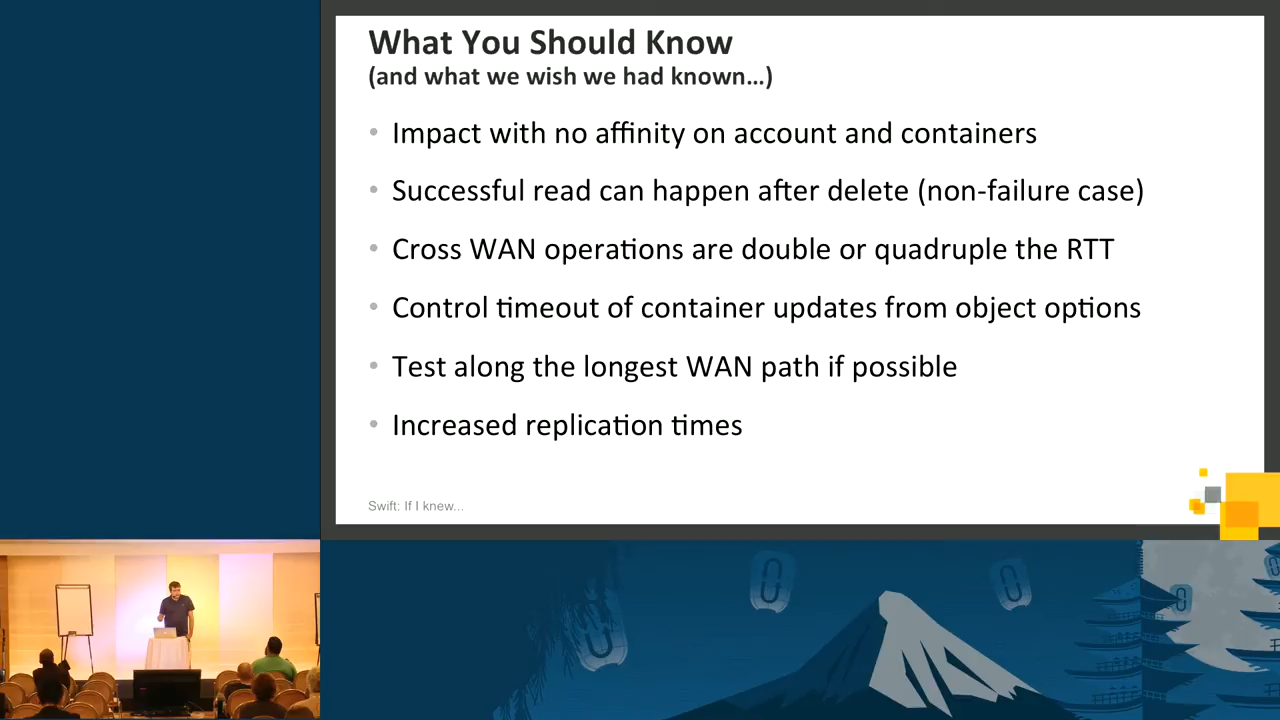 What You Should Know
(and what we wish we had known…)
• Impact with no affinity on account and containers
• Successful read can happen after delete (non-failure case)
• Cross WAN operations are double or quadruple the RTT
• Control timeout of container updates from object options
• Test along the longest WAN path if possible
• Increased replication times
Swift: If I knew...